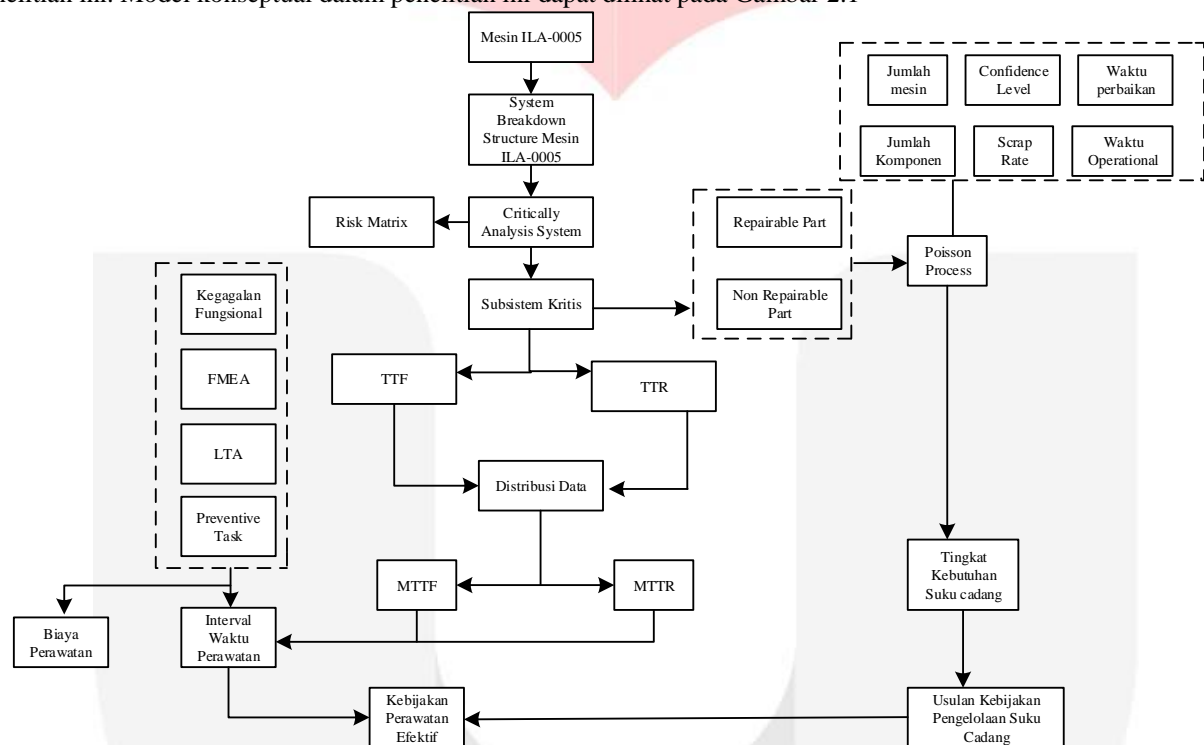 Model konseptual dalam penelitian ini dapat dilihat pada Gambar 2.1
Mesin ILA-0005
System
Breakdown
Structure Mesin
ILA-0005
Risk Matrix
Critically
Analysis System
Subsistem Kritis
Jumlah
mesin
Confidence
Level
Waktu
perbaikan
Jumlah
Komponen
Scrap
Rate
Waktu
Operational
Repairable Part
Non Repairable
Part
Poisson
Process
Kegagalan
Fungsional
FMEA
LTA
Preventive
Task
TTF
TTR
Distribusi Data
MTTF
MTTR
Tingkat
Kebutuhan
Suku cadang
Biaya
Perawatan
Interval
Waktu
Perawatan
Kebijakan
Perawatan
Efektif
Usulan Kebijakan
Pengelolaan Suku
Cadang